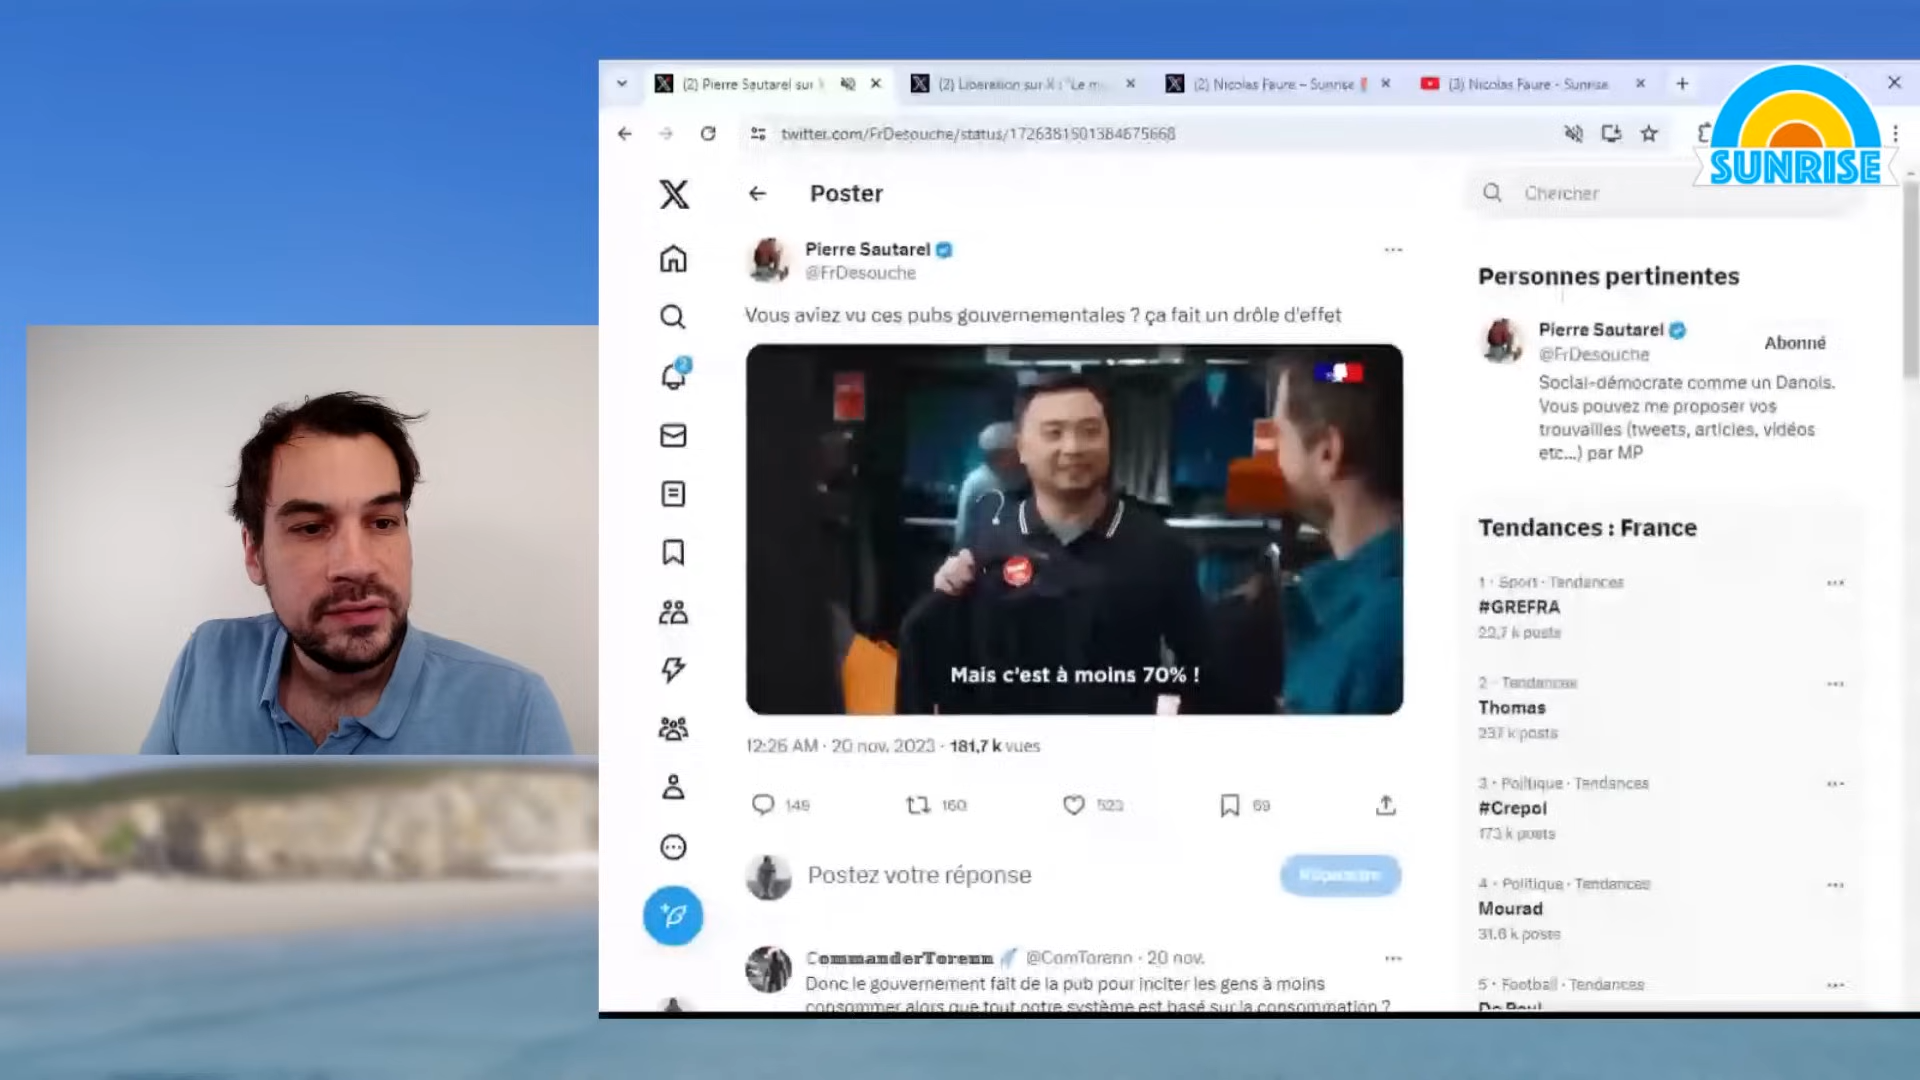 (2) Pierre Sautarel sur
(2) Libération sur X : "Le m
(2) Nicolas Faure – Sunrise
(3) Nicolas Faure - Sunrise
twitter.com/FrDesouche/status/1726381501384675668
SUNRISE
Poster
Chercher
Pierre Sautarel
@FrDesouche
Vous aviez vu ces pubs gouvernementales ? ça fait un drôle d'effet
Mais c'est à moins 70% !
12:26 AM · 20 nov. 2023 · 181,7 k vues
149
160
523
69
Postez votre réponse
Répondre
CommanderTorenn @ComTorenn · 20 nov.
Donc le gouvernement fait de la pub pour inciter les gens à moins
consommer alors que tout notre système est basé sur la consommation ?
2
Personnes pertinentes
Pierre Sautarel
@FrDesouche
Abonné
Social-démocrate comme un Danois.
Vous pouvez me proposer vos
trouvailles (tweets, articles, vidéos
etc...) par MP
Tendances : France
1 · Sport · Tendances
#GREFRA
22,7 k posts
2 · Tendances
Thomas
237 k posts
3 · Politique · Tendances
#Crepol
173 k posts
4 · Politique · Tendances
Mourad
31,6 k posts
5 · Football · Tendances
De Paul